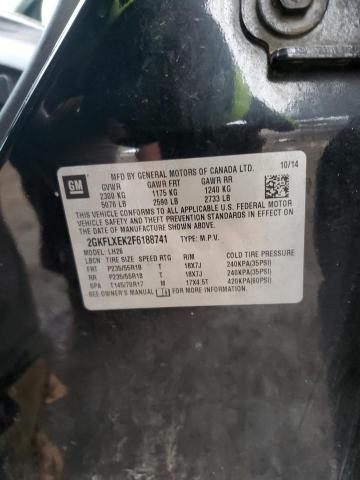 MFD BY GENERAL MOTORS OF CANADA LTD.
10/14
GM
GVWR GAWR FRT GAWR RR
2300 KG 1175 KG 1240 KG
5070 LB 2590 LB 2733 LB
THIS VEHICLE CONFORMS TO ALL APPLICABLE U.S. FEDERAL MOTOR
VEHICLE SAFETY AND THEFT PREVENTION STANDARDS IN EFFECT ON THE
DATE OF MANUFACTURE SHOWN ABOVE.
2GKFLXEK2F6188741 TYPE: M.P.V.
MODEL: LH26
LBCN TIRE SIZE SPEED RTG R/M COLD TIRE PRESSURE
FRT P235/55R18 T 18X7J 240KPA(35PSI)
RR P235/55R18 T 18X7J 240KPA(35PSI)
SPA T145/70R17 M 17X4.5T 420KPA(60PSI)
SEE OWNER'S MANUAL FOR ADDITIONAL INFORMATION.